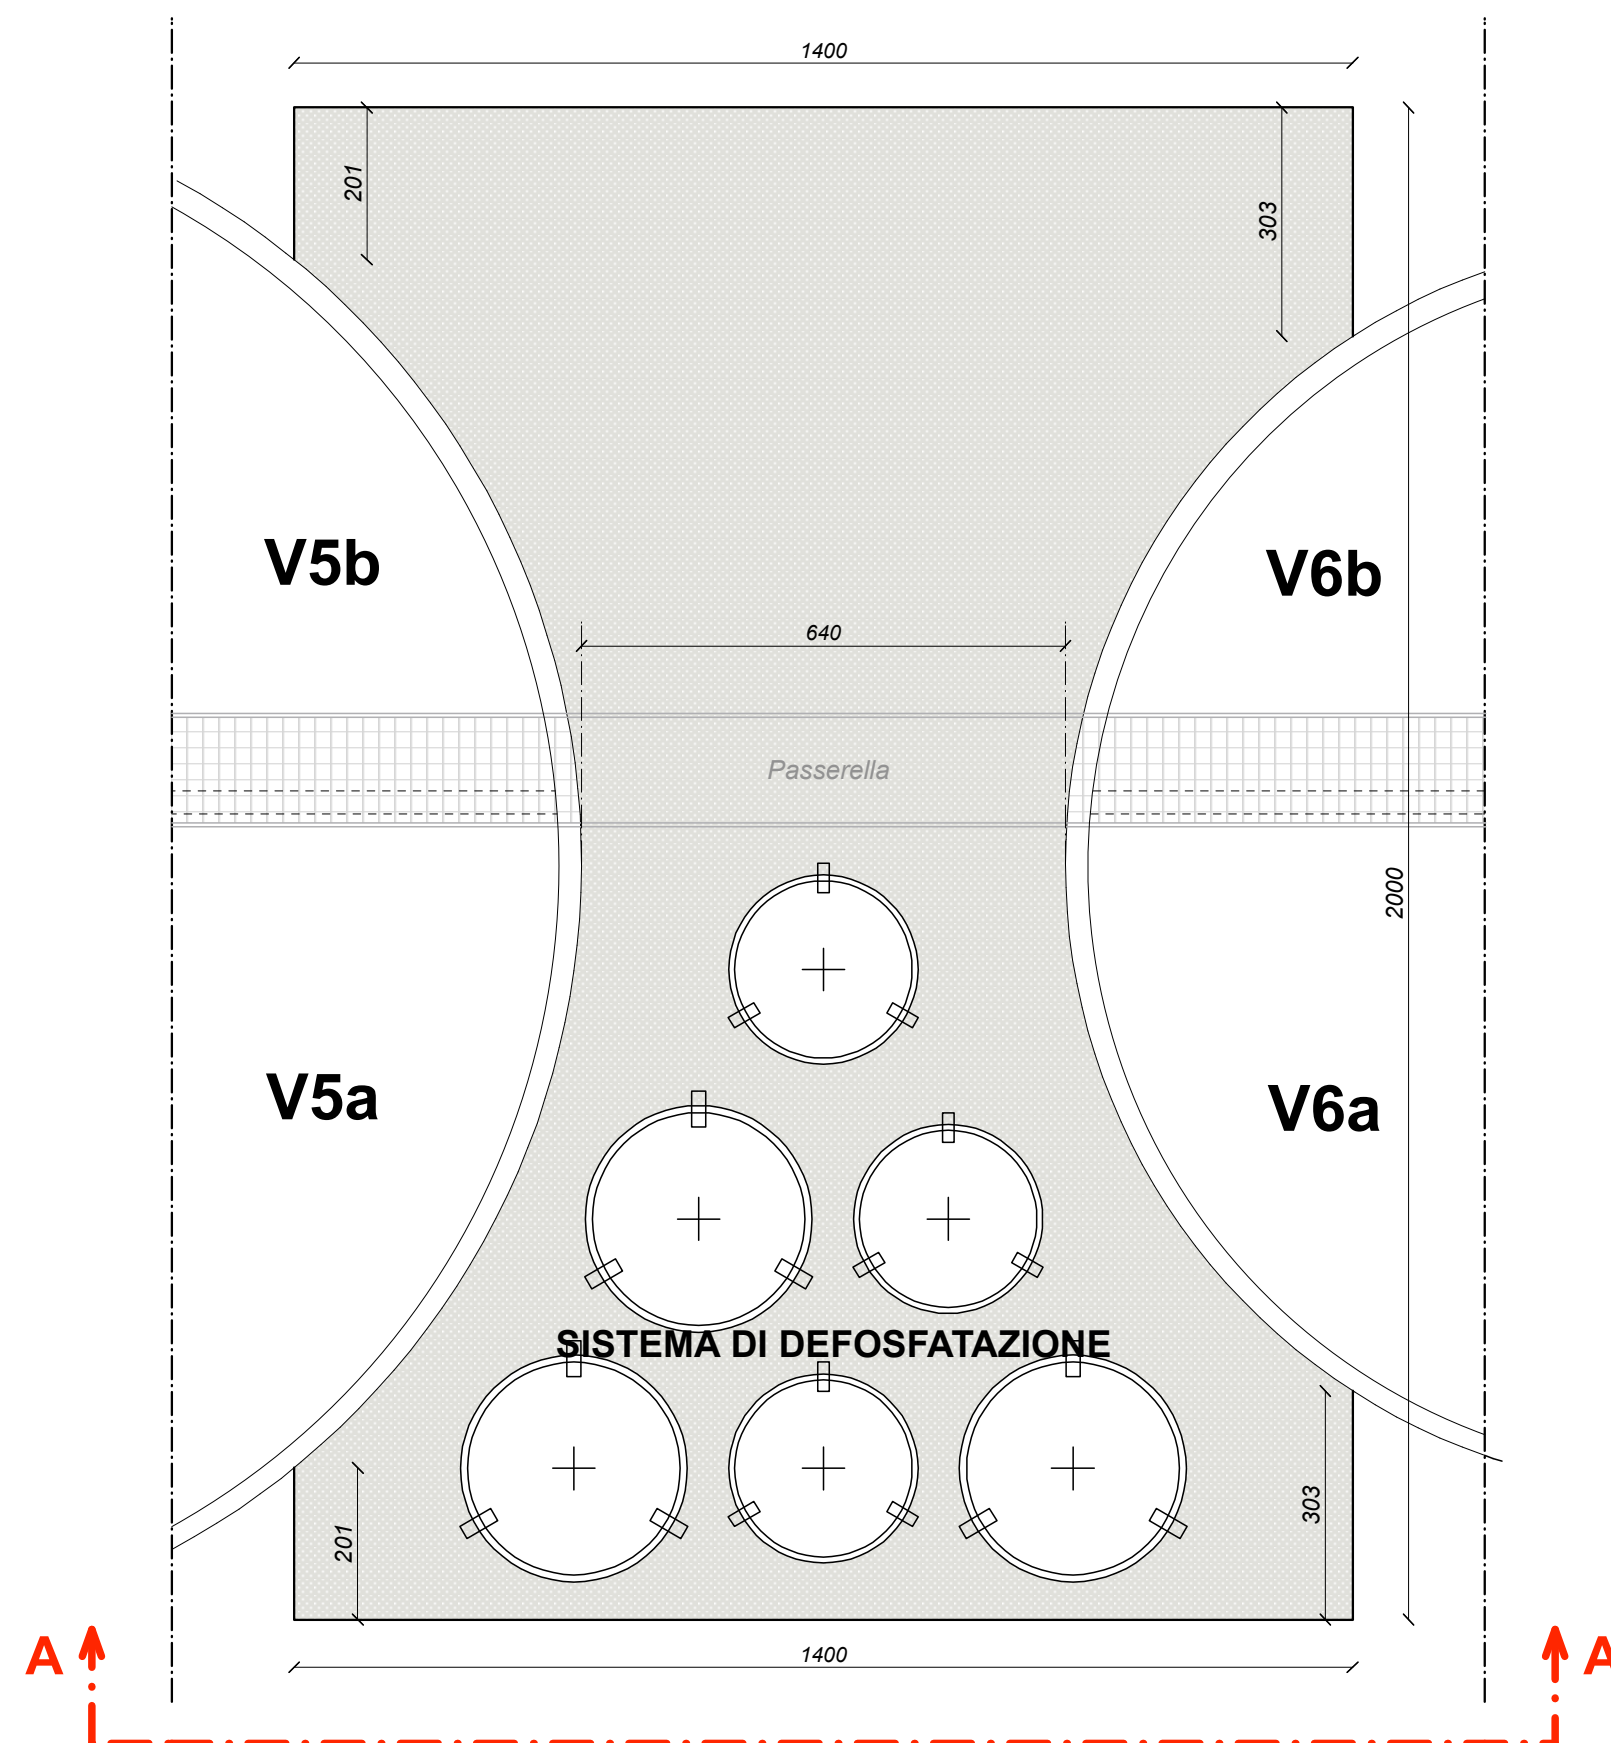 1400
201
303
V5b
V6b
640
Passerella
2000
V5a
V6a
SISTEMA DI DEFOSFATAZIONE
303
201
A
A
1400